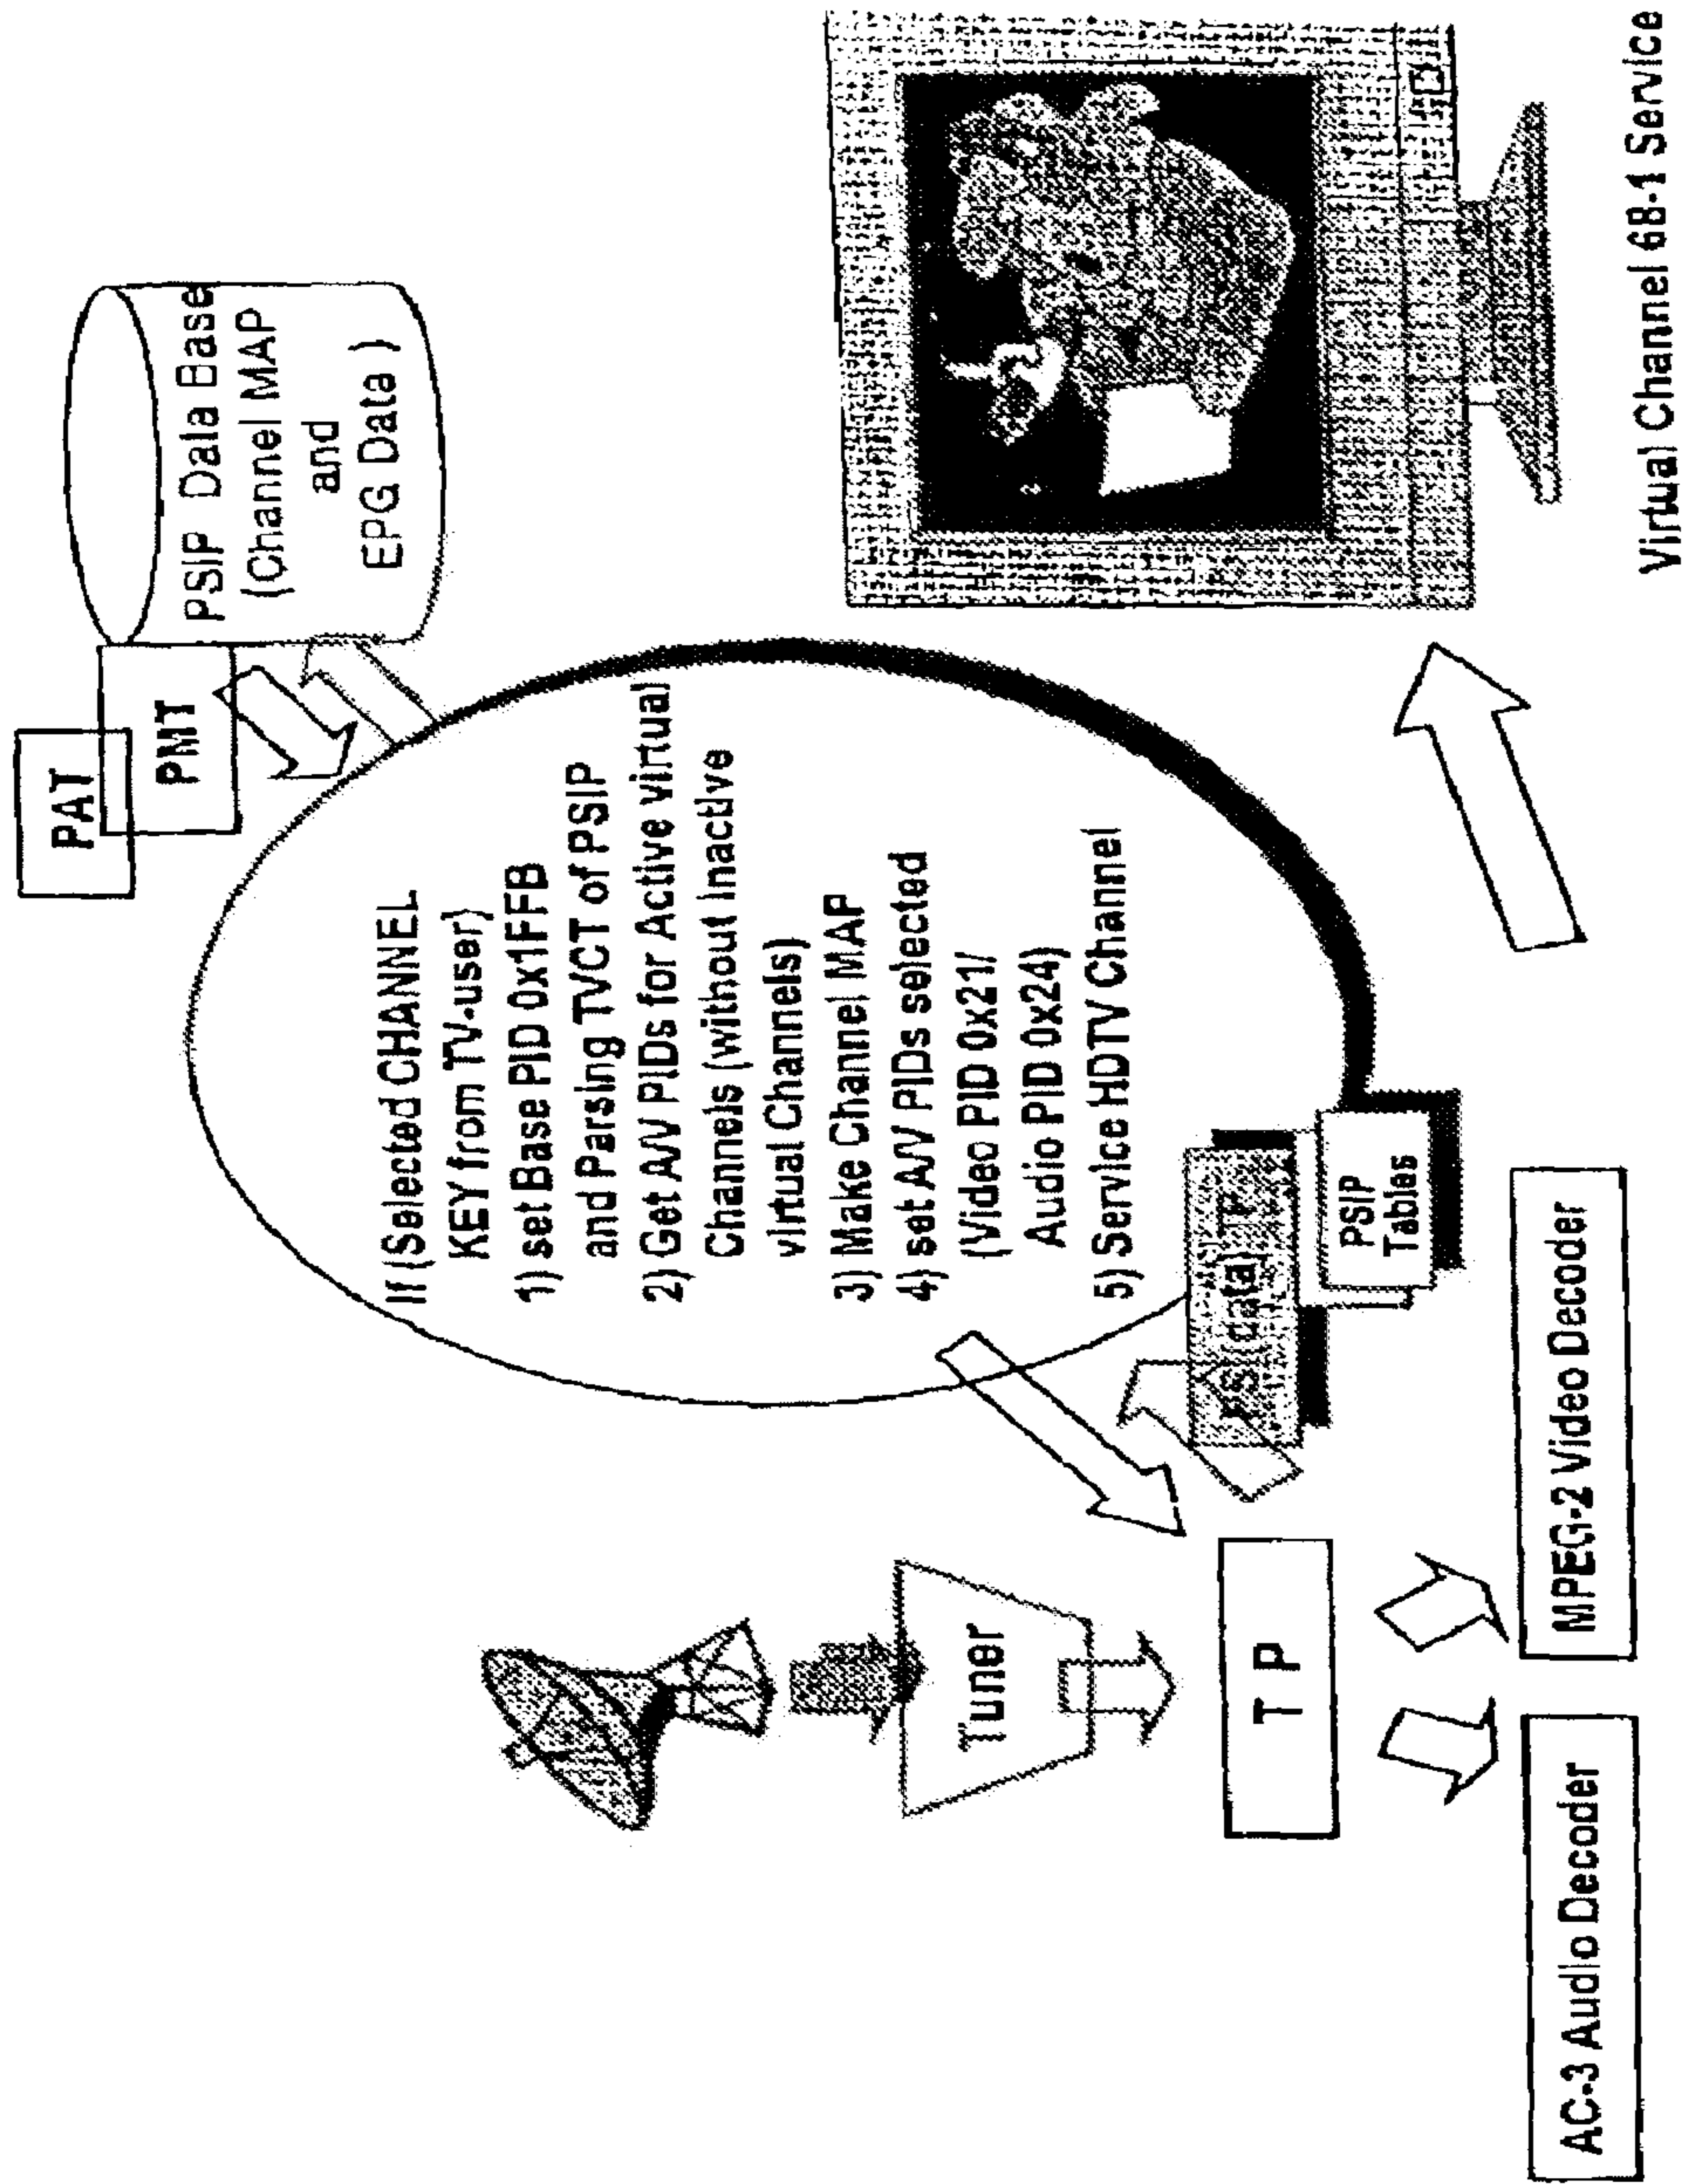 PAT
PMT
PSIP Data Base
(Channel MAP
and
EPG Data )
If (Selected CHANNEL
KEY from TV-user)
1) set Base PID 0x1FFB
and Parsing TVCT of PSIP
2) Get A/V PIDs for Active virtual
Channels (without Inactive
virtual Channels)
3) Make Channel MAP
4) set A/V PIDs selected
(Video PID 0x21/
Audio PID 0x24)
5) Service HDTV Channel
PSIP
Tables
Tuner
T P
AC-3 Audio Decoder
MPEG-2 Video Decoder
Virtual Channel 68-1 Service